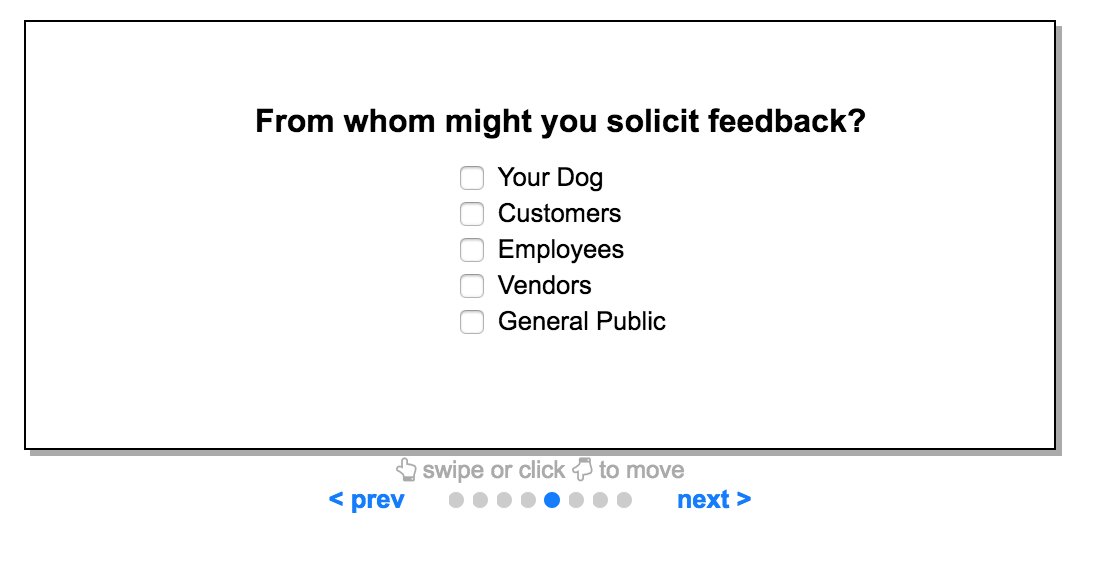 From whom might you solicit feedback?
Your Dog
Customers
Employees
Vendors
General Public
swipe or click to move
< prev next >